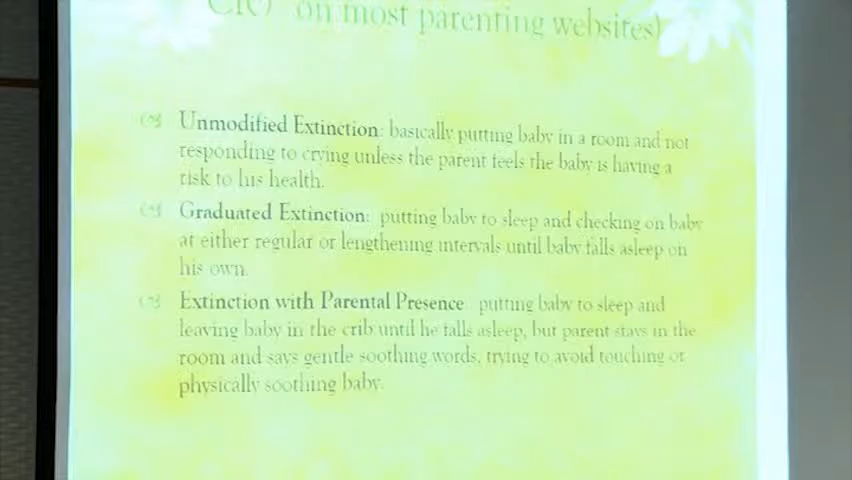 CIO" on most parenting websites)
Unmodified Extinction: basically putting baby in a room and not
responding to crying unless the parent feels the baby is having a
risk to his health.
Graduated Extinction: putting baby to sleep and checking on baby
at either regular or lengthening intervals until baby falls asleep on
his own.
Extinction with Parental Presence: putting baby to sleep and
leaving baby in the crib until he falls asleep, but parent stays in the
room and says gentle soothing words, trying to avoid touching or
physically soothing baby.